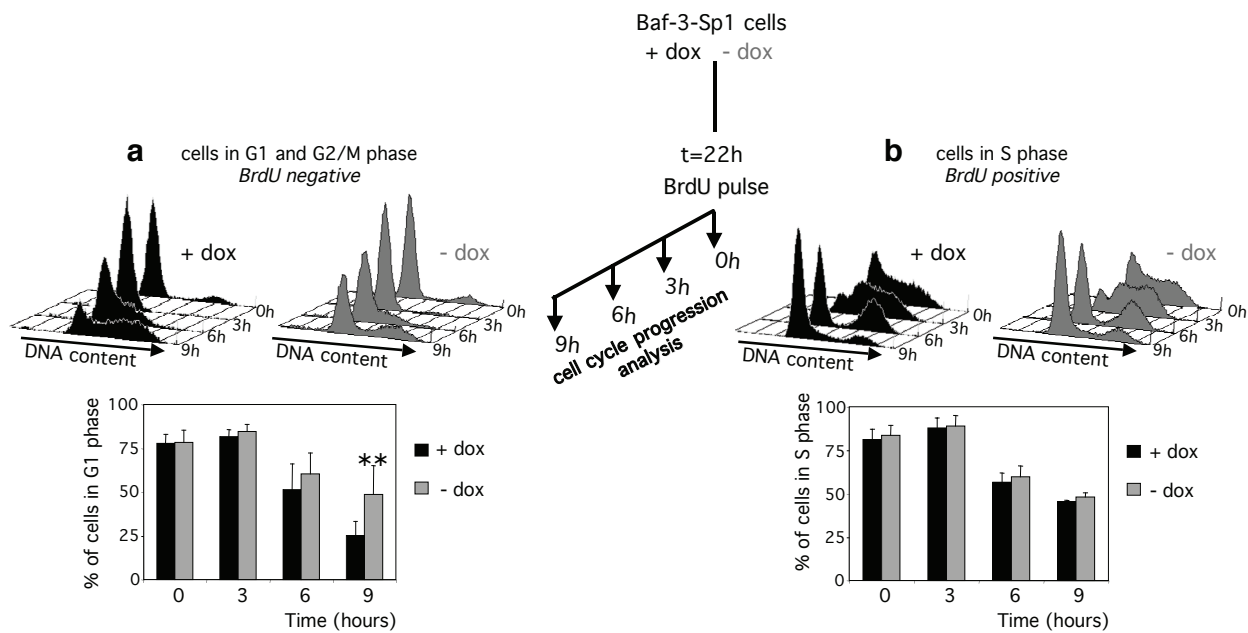 Baf-3-Sp1 cells
+ dox - dox
t=22h
BrdU pulse
0h
3h
6h
9h
cell cycle progression
analysis
a cells in G1 and G2/M phase
BrdU negative
+ dox
- dox
0h
3h
6h
9h
DNA content
0h
3h
6h
9h
DNA content
% of cells in G1 phase
100
75
50
25
0
**
0 3 6 9
Time (hours)
+ dox
- dox
b cells in S phase
BrdU positive
+ dox
- dox
0h
3h
6h
9h
DNA content
0h
3h
6h
9h
DNA content
% of cells in S phase
100
75
50
25
0
0 3 6 9
Time (hours)
+ dox
- dox